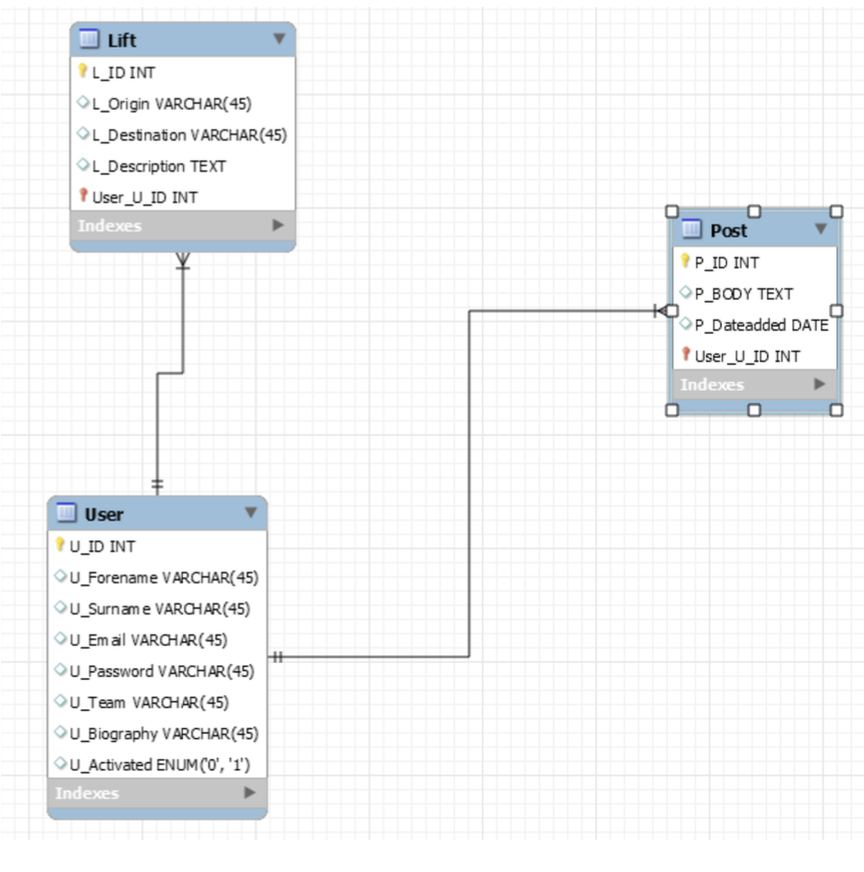 Lift
L_ID INT
L_Origin VARCHAR(45)
L_Destination VARCHAR(45)
L_Description TEXT
User_U_ID INT
Indexes
Post
P_ID INT
P_BODY TEXT
P_Dateadded DATE
User_U_ID INT
Indexes
User
U_ID INT
U_Forename VARCHAR(45)
U_Surname VARCHAR(45)
U_Email VARCHAR(45)
U_Password VARCHAR(45)
U_Team VARCHAR(45)
U_Biography VARCHAR(45)
U_Activated ENUM('0', '1')
Indexes